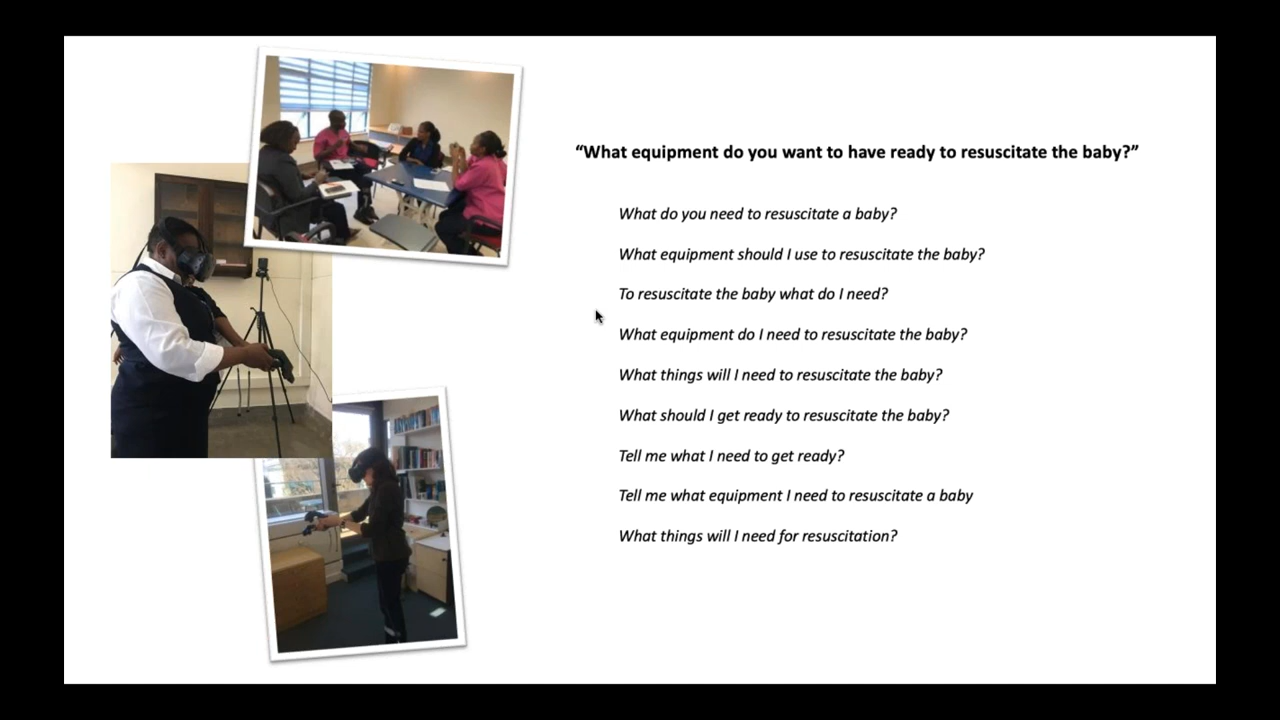 “What equipment do you want to have ready to resuscitate the baby?”
What do you need to resuscitate a baby?
What equipment should I use to resuscitate the baby?
To resuscitate the baby what do I need?
What equipment do I need to resuscitate the baby?
What things will I need to resuscitate the baby?
What should I get ready to resuscitate the baby?
Tell me what I need to get ready?
Tell me what equipment I need to resuscitate a baby
What things will I need for resuscitation?